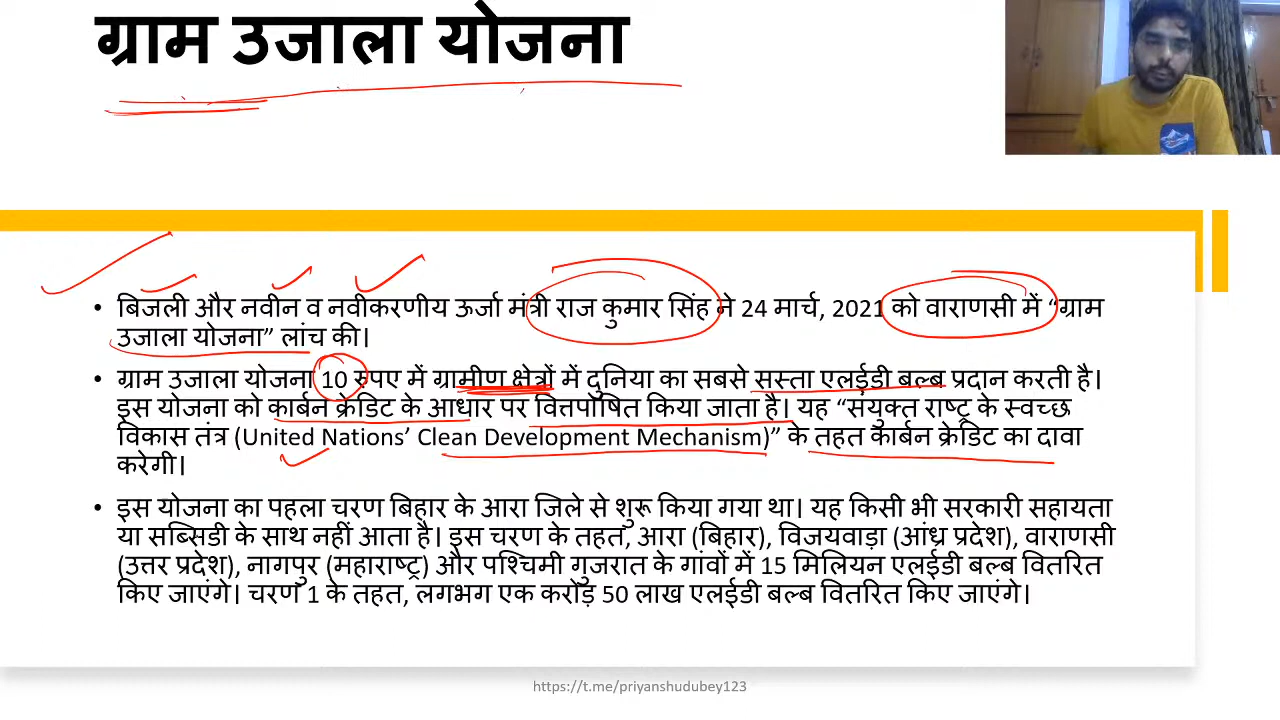 ग्राम उजाला योजना
• बिजली और नवीन व नवीकरणीय ऊर्जा मंत्री राज कुमार सिंह ने 24 मार्च, 2021 को वाराणसी में “ग्राम
उजाला योजना” लांच की।
• ग्राम उजाला योजना 10 रुपए में ग्रामीण क्षेत्रों में दुनिया का सबसे सस्ता एलईडी बल्ब प्रदान करती है।
इस योजना को कार्बन क्रेडिट के आधार पर वित्तपोषित किया जाता है। यह “संयुक्त राष्ट्र के स्वच्छ
विकास तंत्र (United Nations’ Clean Development Mechanism)” के तहत कार्बन क्रेडिट का दावा
करेगी।
• इस योजना का पहला चरण बिहार के आरा जिले से शुरू किया गया था। यह किसी भी सरकारी सहायता
या सब्सिडी के साथ नहीं आता है। इस चरण के तहत, आरा (बिहार), विजयवाड़ा (आंध्र प्रदेश), वाराणसी
(उत्तर प्रदेश), नागपुर (महाराष्ट्र) और पश्चिमी गुजरात के गांवों में 15 मिलियन एलईडी बल्ब वितरित
किए जाएंगे। चरण 1 के तहत, लगभग एक करोड़ 50 लाख एलईडी बल्ब वितरित किए जाएंगे।
https://t.me/priyanshudubey123